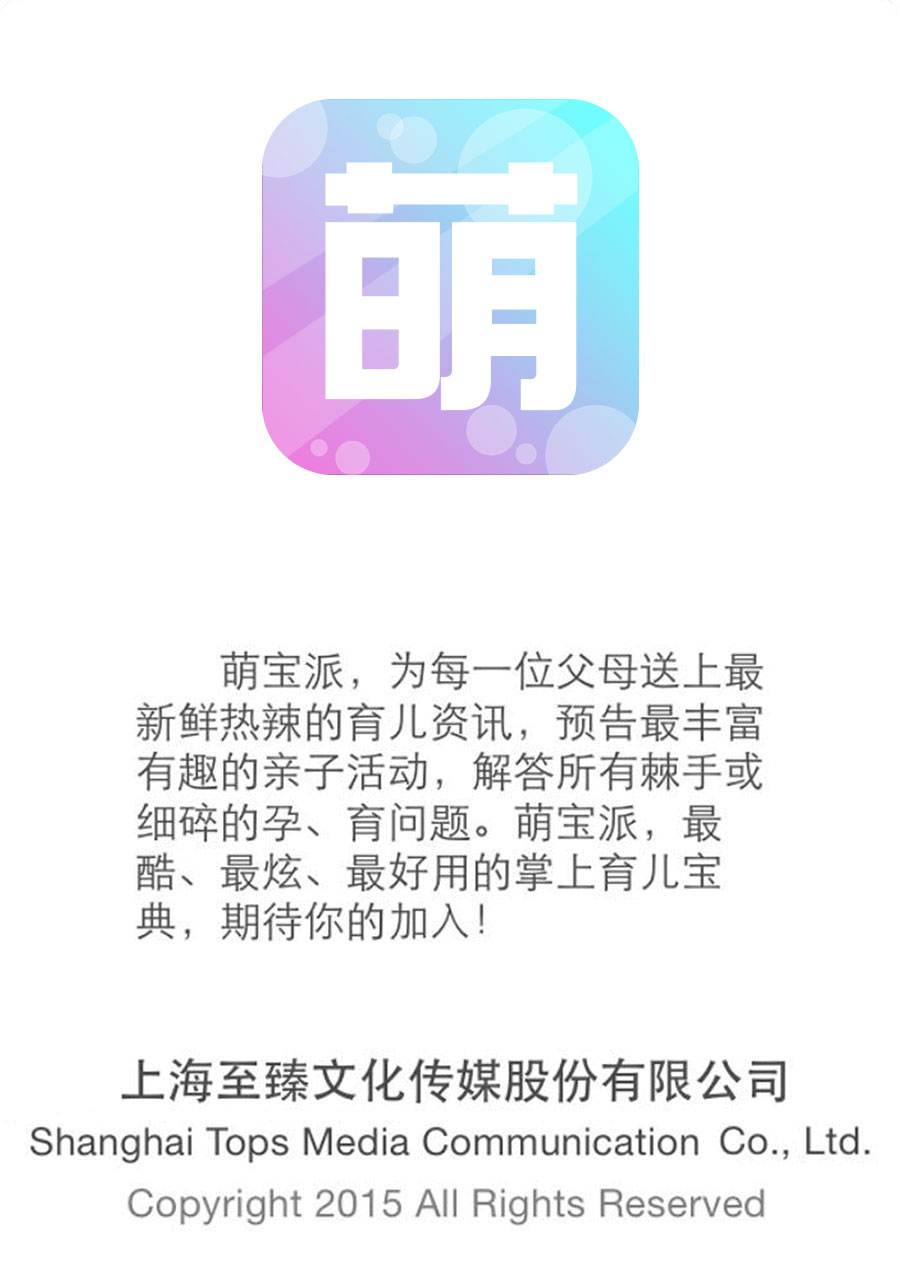 萌
萌宝派，为每一位父母送上最
新鲜热辣的育儿资讯，预告最丰富
有趣的亲子活动，解答所有棘手或
细碎的孕、育问题。萌宝派，最
酷、最炫、最好用的掌上育儿宝
典，期待你的加入！
上海至臻文化传媒股份有限公司
Shanghai Tops Media Communication Co., Ltd.
Copyright 2015 All Rights Reserved